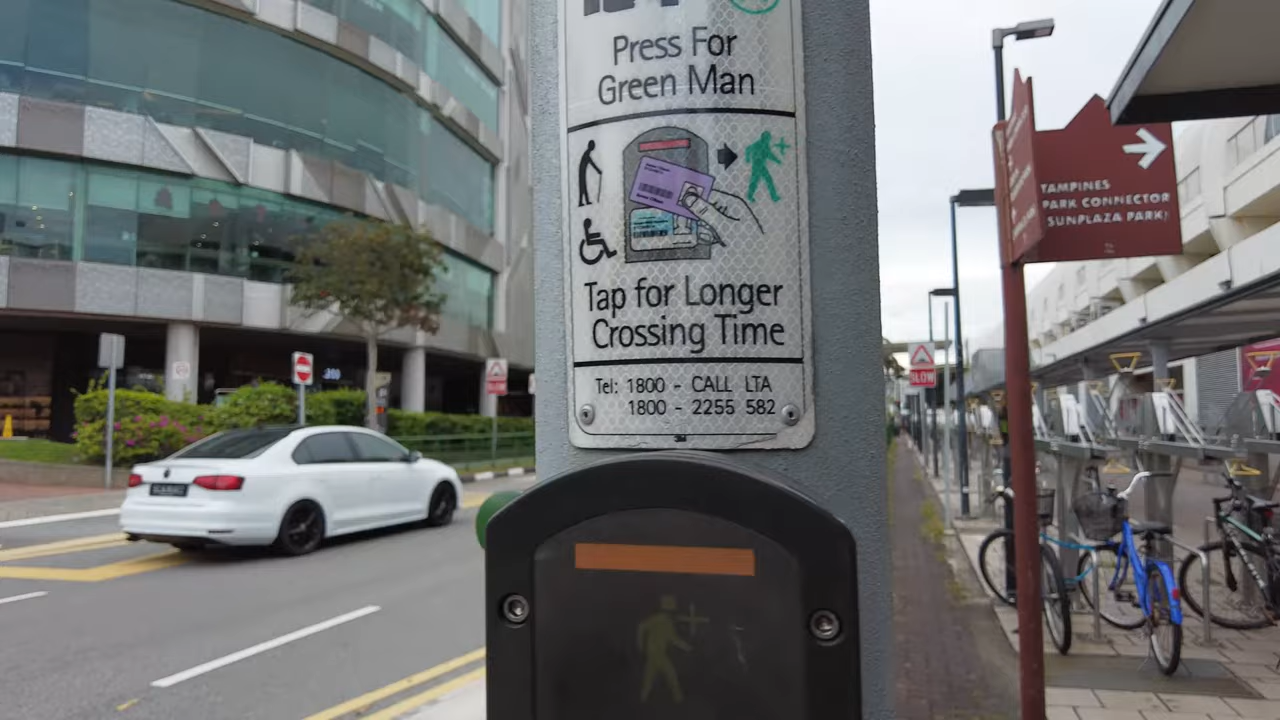 Press For
Green Man
Tap for Longer
Crossing Time
Tel: 1800 - CALL LTA
1800 - 2255 582
TAMPINES
PARK CONNECTOR
(SUNPLAZA PARK)
SLOW